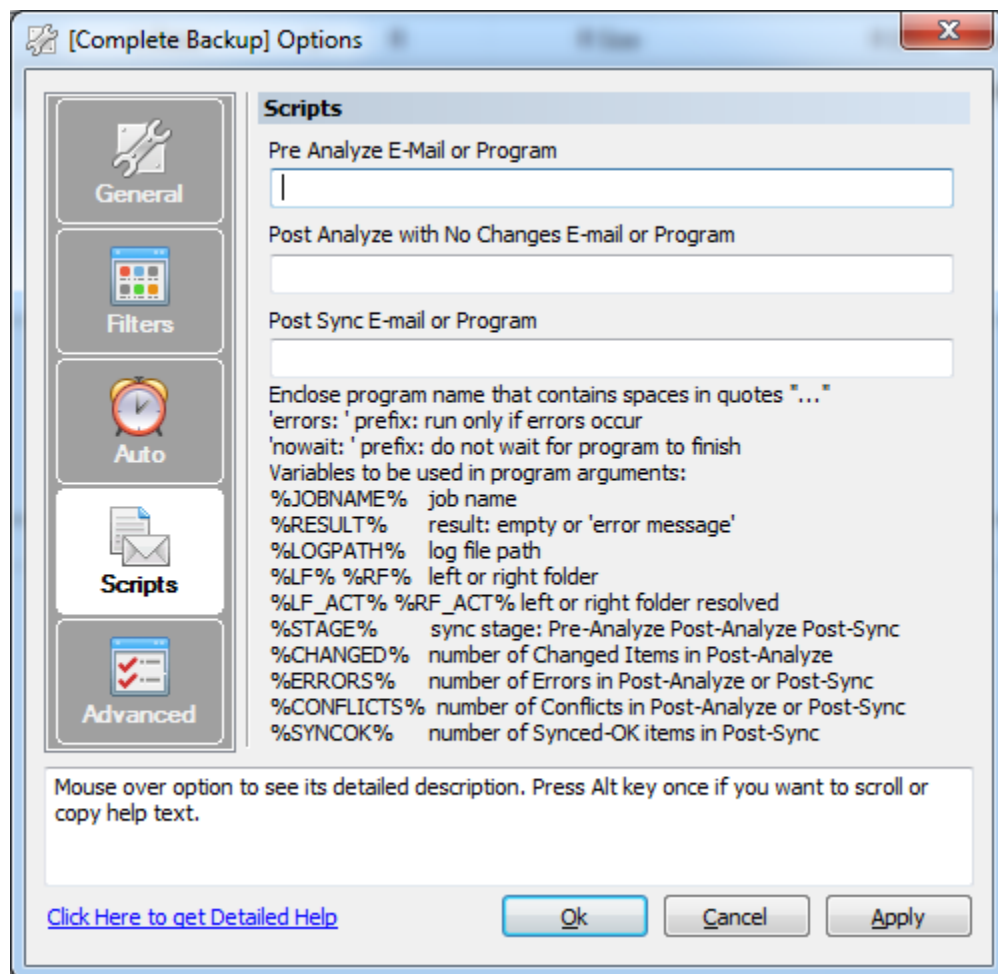 [Complete Backup] Options
General
Filters
Auto
Scripts
Advanced
Scripts
Pre Analyze E-Mail or Program
Post Analyze with No Changes E-mail or Program
Post Sync E-mail or Program
Enclose program name that contains spaces in quotes "..."
'errors: ' prefix: run only if errors occur
'nowait: ' prefix: do not wait for program to finish
Variables to be used in program arguments:
%JOBNAME% job name
%RESULT% result: empty or 'error message'
%LOGPATH% log file path
%LF% %RF% left or right folder
%LF_ACT% %RF_ACT% left or right folder resolved
%STAGE% sync stage: Pre-Analyze Post-Analyze Post-Sync
%CHANGED% number of Changed Items in Post-Analyze
%ERRORS% number of Errors in Post-Analyze or Post-Sync
%CONFLICTS% number of Conflicts in Post-Analyze or Post-Sync
%SYNCOK% number of Synced-OK items in Post-Sync
Mouse over option to see its detailed description. Press Alt key once if you want to scroll or
copy help text.
Click Here to get Detailed Help
Ok
Cancel
Apply